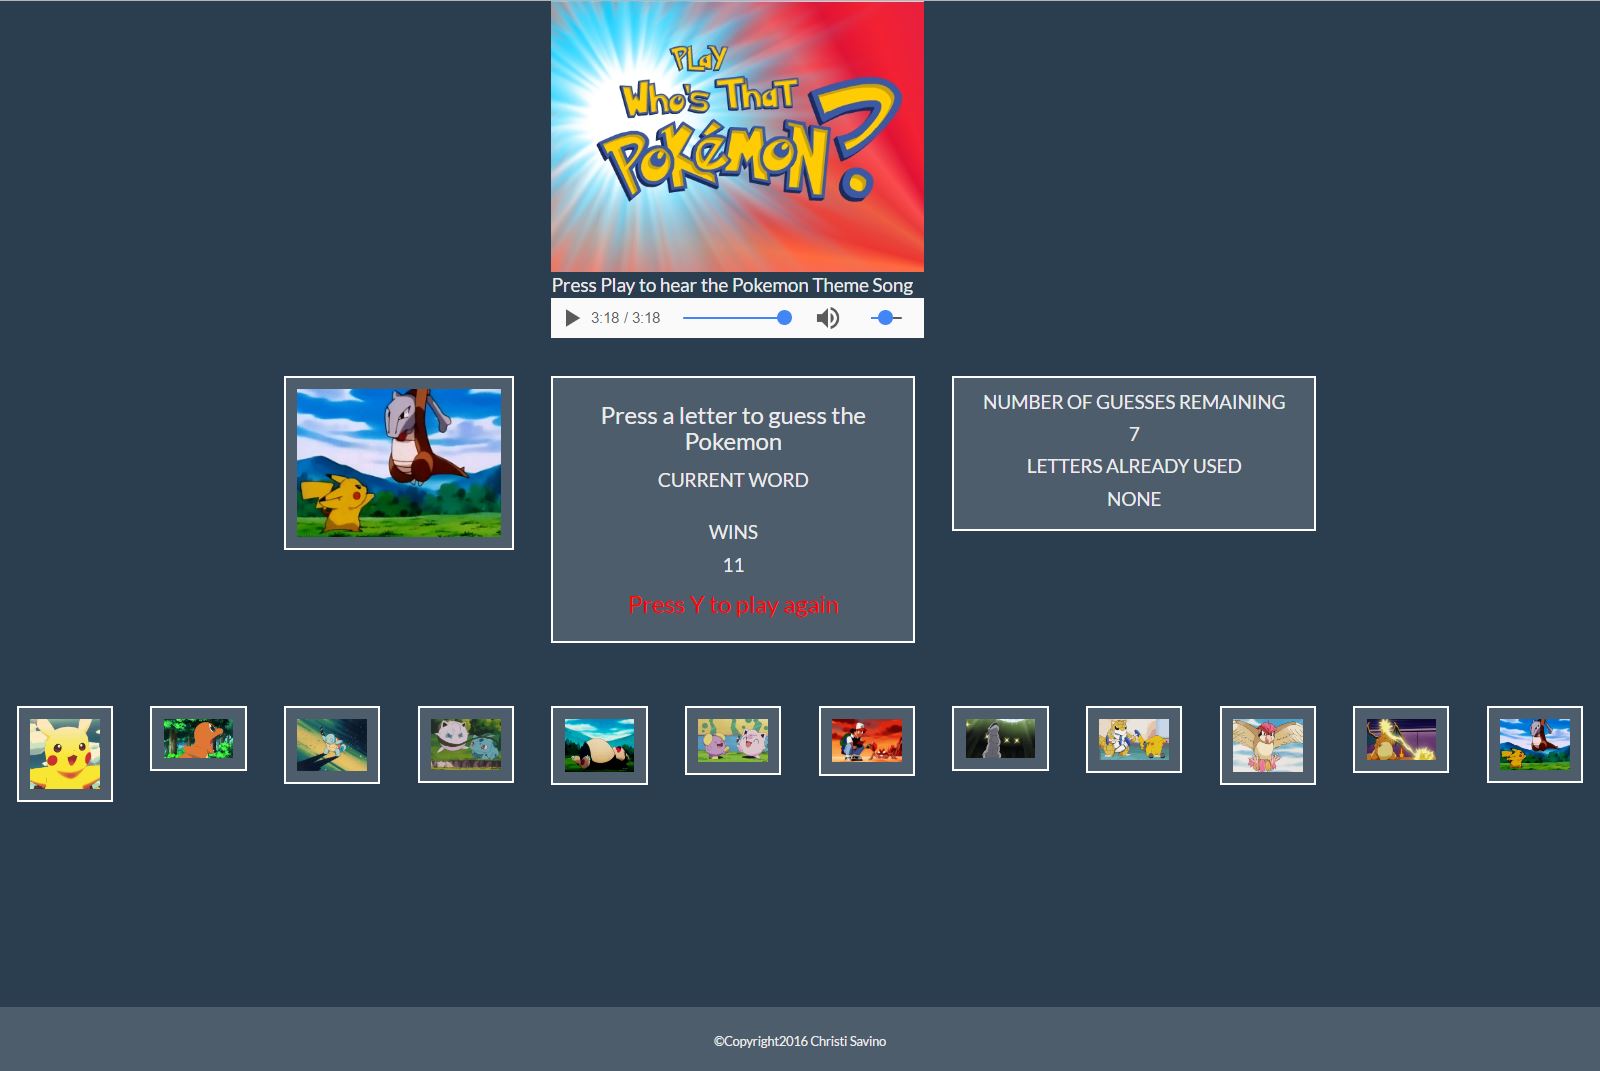 PLay
Who's That
PoKéMoN?
Press Play to hear the Pokemon Theme Song
3:18 / 3:18
Press a letter to guess the
Pokemon
CURRENT WORD
WINS
11
Press Y to play again
NUMBER OF GUESSES REMAINING
7
LETTERS ALREADY USED
NONE
©Copyright2016 Christi Savino